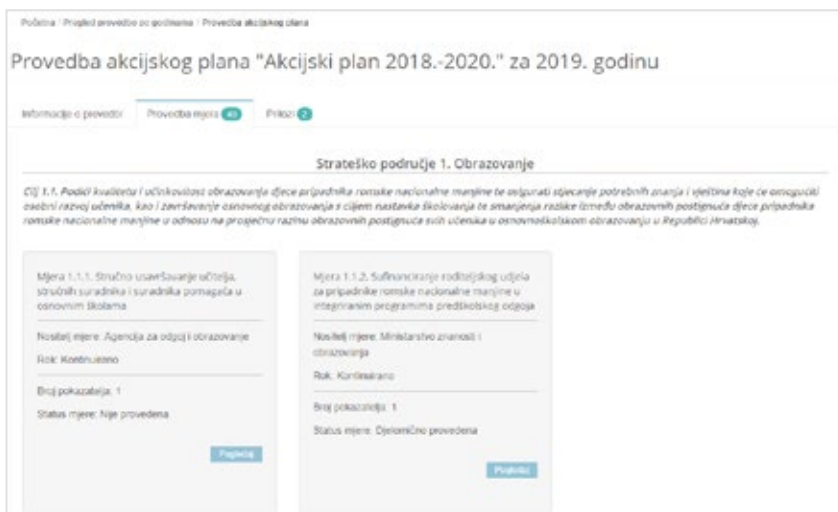 Početna / Pregled provedbe po godinama / Provedba akcijskog plana
Provedba akcijskog plana "Akcijski plan 2018.-2020." za 2019. godinu
Informacije o provedbi Provedba mjera 40 Prilozi 2
Strateško područje 1. Obrazovanje
Cilj 1.1. Podići kvalitetu i učinkovitost obrazovanja djece pripadnika romske nacionalne manjine te osigurati stjecanje potrebnih znanja i vještina koje će omogućiti
osobni razvoj učenika, kao i završavanje osnovnog obrazovanja s ciljem nastavka školovanja te smanjenja razlike između obrazovnih postignuća djece pripadnika
romske nacionalne manjine u odnosu na prosječnu razinu obrazovnih postignuća svih učenika u osnovnoškolskom obrazovanju u Republici Hrvatskoj.
Mjera 1.1.1. Stručno usavršavanje učitelja,
stručnih suradnika i suradnika pomagača u
osnovnim školama
Nositelj mjere: Agencija za odgoj i obrazovanje
Rok: Kontinuirano
Broj pokazatelja: 1
Status mjere: Nije provedena
Pogledaj
Mjera 1.1.2. Sufinanciranje roditeljskog udjela
za pripadnike romske nacionalne manjine u
integriranim programima predškolskog odgoja
Nositelj mjere: Ministarstvo znanosti i
obrazovanja
Rok: Kontinuirano
Broj pokazatelja: 1
Status mjere: Djelomično provedena
Pogledaj